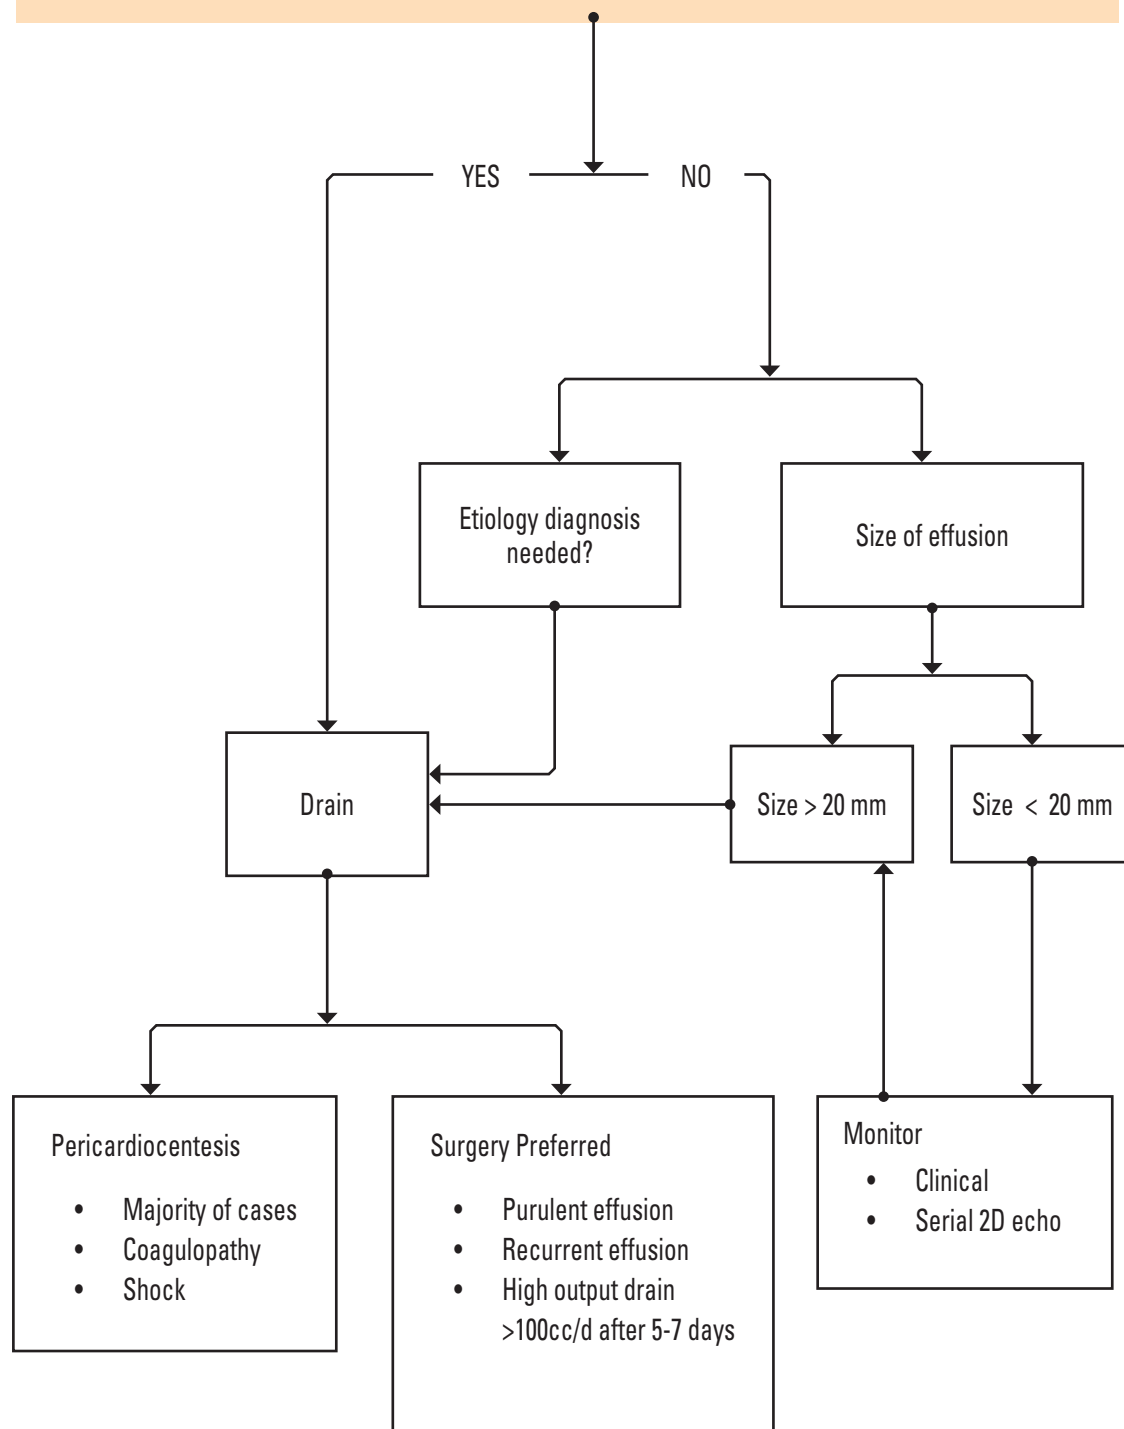 YES
NO
Etiology diagnosis
needed?
Size of effusion
Drain
Size > 20 mm
Size < 20 mm
Pericardiocentesis
• Majority of cases
• Coagulopathy
• Shock
Surgery Preferred
• Purulent effusion
• Recurrent effusion
• High output drain
>100cc/d after 5-7 days
Monitor
• Clinical
• Serial 2D echo